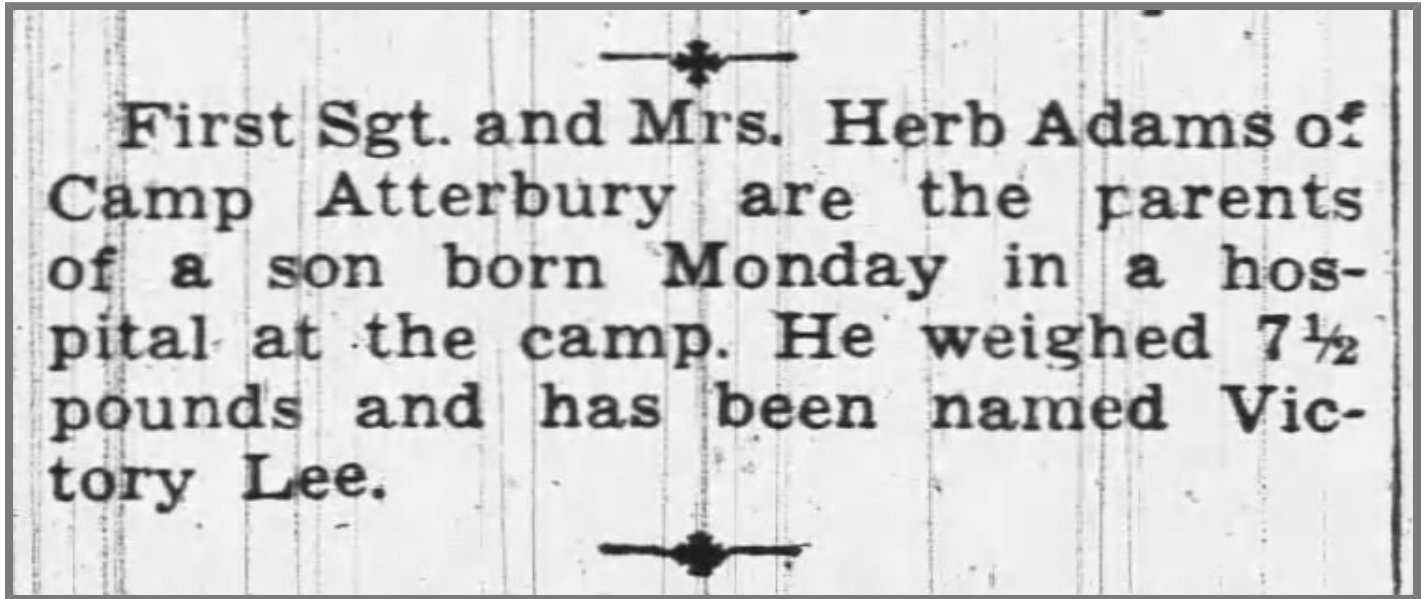 First Sgt. and Mrs. Herb Adams of
Camp Atterbury are the parents
of a son born Monday in a hos-
pital at the camp. He weighed 7½
pounds and has been named Vic-
tory Lee.